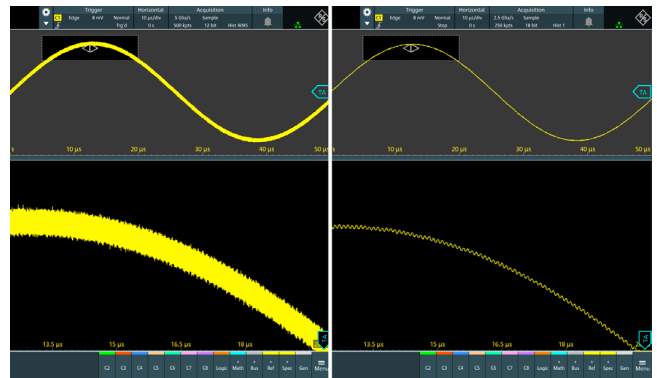 Trigger Horizontal Acquisition Info
C1 Edge 8 mV Normal 10 µs/div 5 GSa/s Sample
Trg'd 0 s 500 kpts 12 bit Hist 4095
TA
10 µs 20 µs 30 µs 40 µs 50 µs
13.5 µs 15 µs 16.5 µs 18 µs
C2 C3 C4 C5 C6 C7 C8 Logic Math Bus Ref Spec Gen Menu
Trigger Horizontal Acquisition Info
C1 Edge 8 mV Normal 10 µs/div 2.5 GSa/s Sample
Stop 0 s 250 kpts 18 bit Hist 1
TA
s 10 µs 20 µs 30 µs 40 µs 50 µs
13.5 µs 15 µs 16.5 µs 18 µs
C2 C3 C4 C5 C6 C7 C8 Logic Math Bus Ref Spec Gen Menu